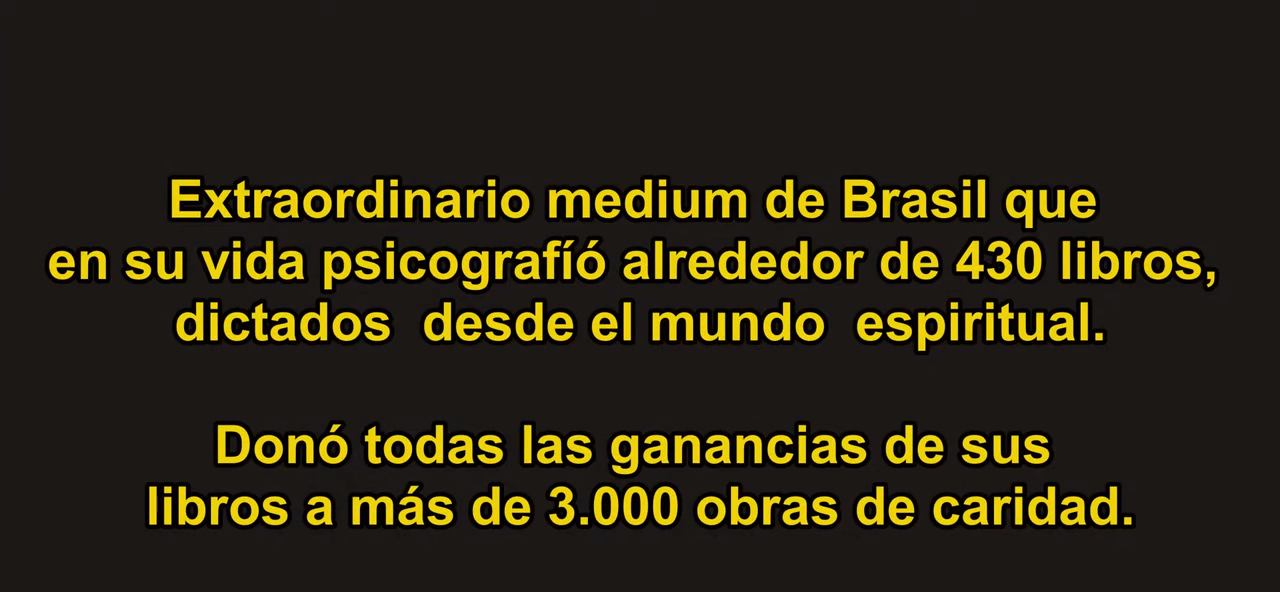 Extraordinario medium de Brasil que
en su vida psicografíó alrededor de 430 libros,
dictados  desde el mundo  espiritual.
Donó todas las ganancias de sus
libros a más de 3.000 obras de caridad.